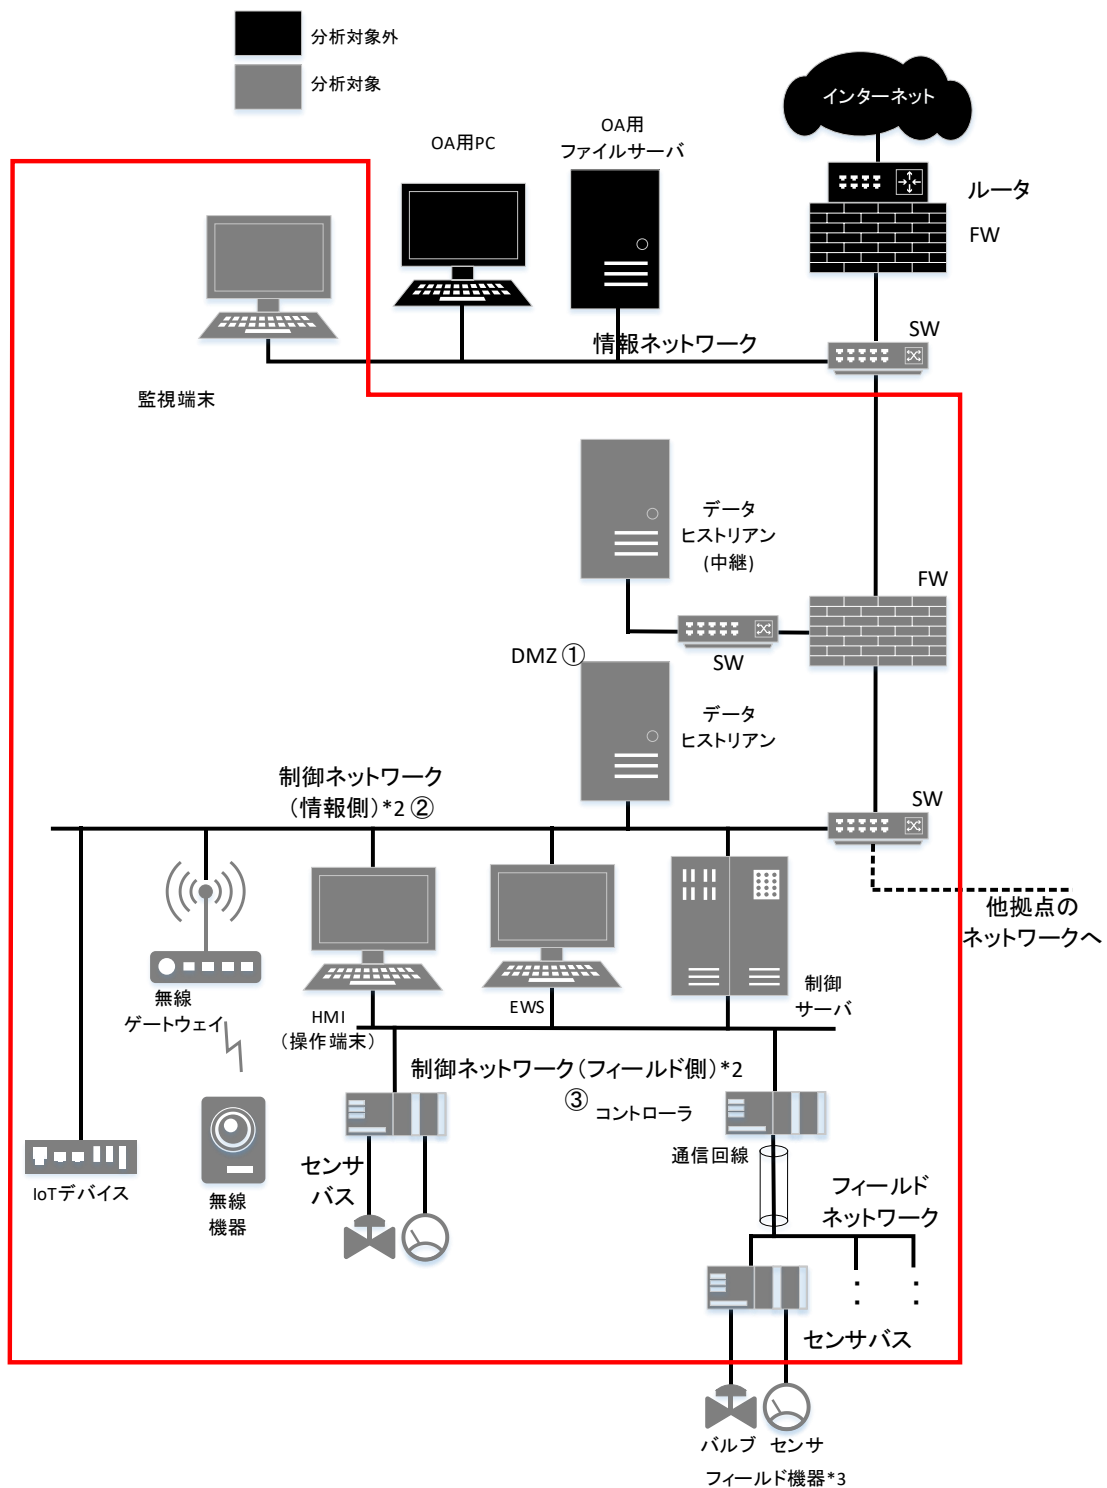 分析対象外
分析対象
インターネット
OA用
ファイルサーバ
OA用PC
ルータ
FW
SW
情報ネットワーク
監視端末
データ
ヒストリアン
(中継)
FW
SW
DMZ①
データ
ヒストリアン
制御ネットワーク
(情報側)*2②
SW
他拠点の
ネットワークへ
無線
ゲートウェイ
HMI
(操作端末)
EWS
制御
サーバ
制御ネットワーク(フィールド側)*2
③
コントローラ
通信回線
センサ
バス
フィールド
ネットワーク
IoTデバイス
無線
機器
センサバス
バルブ
センサ
フィールド機器*3